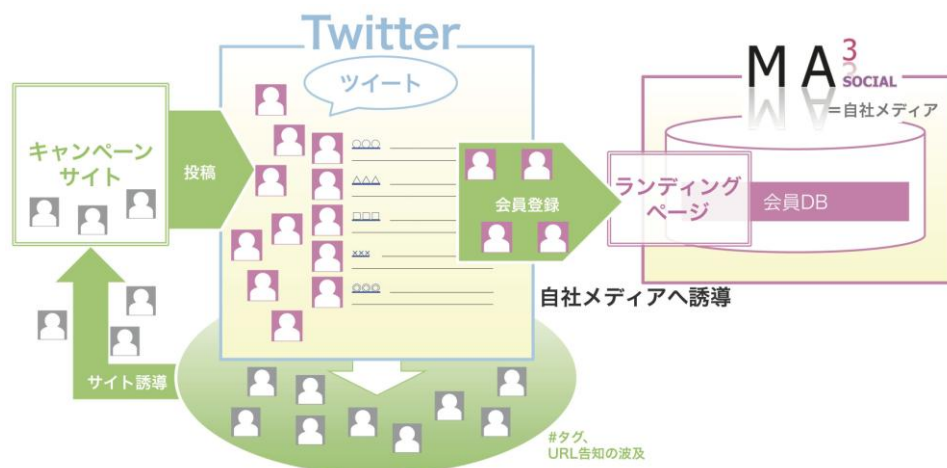 Twitter
ツイート
キャンペーン
サイト
投稿
○○○
△△△
□□□
×××
○○○
会員登録
M A 3
SOCIAL
=自社メディア
ランディング
ページ
会員DB
自社メディアへ誘導
サイト誘導
#タグ、
URL告知の波及